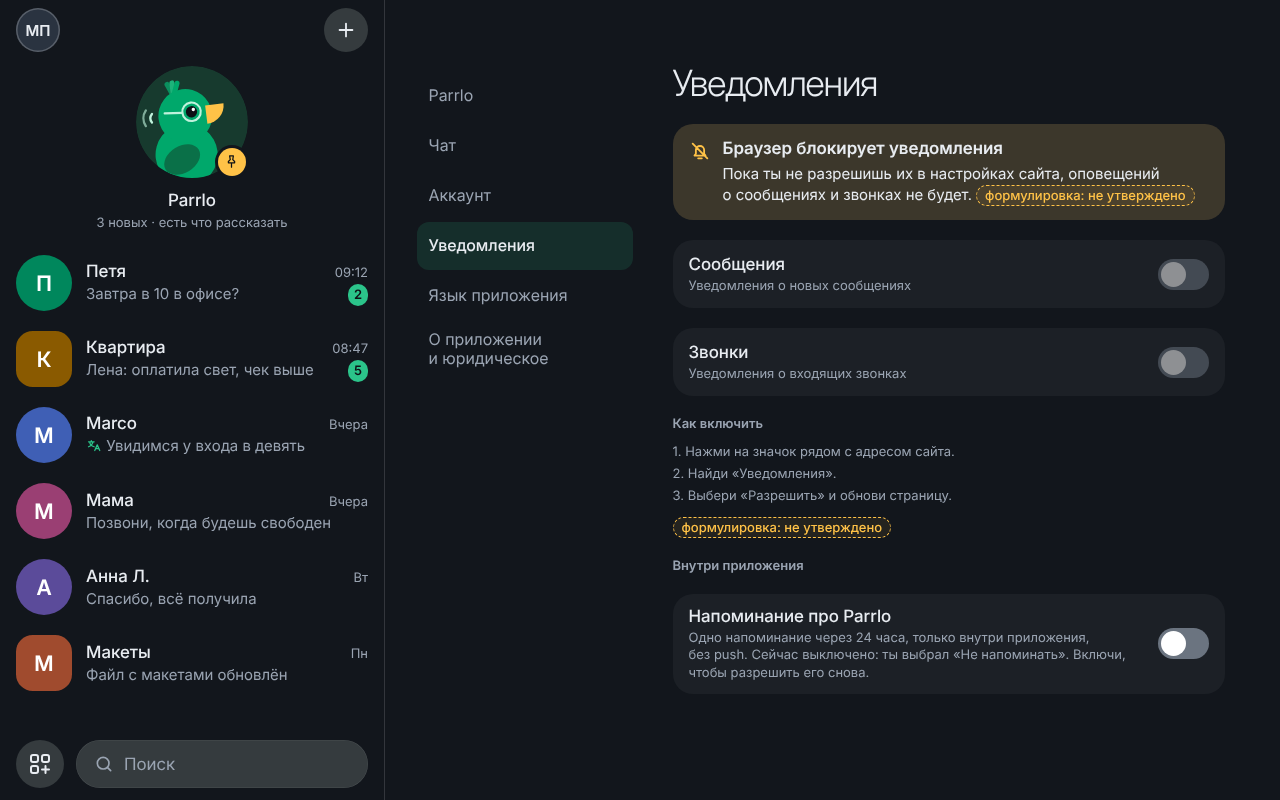 МП
Parrlo
3 новых · есть что рассказать
Петя
09:12
Завтра в 10 в офисе?
2
П
Квартира
08:47
Лена: оплатила свет, чек выше
5
К
Marco
Вчера
Увидимся у входа в девять
M
Мама
Вчера
Позвони, когда будешь свободен
М
Анна Л.
Вт
Спасибо, всё получила
А
Макеты
Пн
Файл с макетами обновлён
М
Поиск
Parrlo
Чат
Аккаунт
Уведомления
Язык приложения
О приложении
и юридическое
Уведомления
Браузер блокирует уведомления
Пока ты не разрешишь их в настройках сайта, оповещений
о сообщениях и звонках не будет. формулировка: не утверждено
Сообщения
Уведомления о новых сообщениях
Звонки
Уведомления о входящих звонках
Как включить
1. Нажми на значок рядом с адресом сайта.
2. Найди «Уведомления».
3. Выбери «Разрешить» и обнови страницу.
формулировка: не утверждено
Внутри приложения
Напоминание про Parrlo
Одно напоминание через 24 часа, только внутри приложения,
без push. Сейчас выключено: ты выбрал «Не напоминать». Включи,
чтобы разрешить его снова.